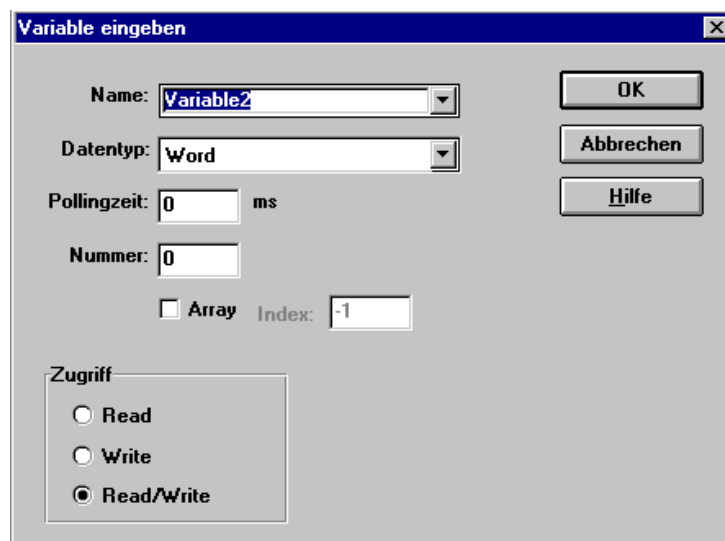 Variable eingeben
Name: Variable2
OK
Datentyp: Word
Abbrechen
Pollingzeit: 0 ms
Hilfe
Nummer: 0
Array Index: -1
Zugriff
Read
Write
Read/Write